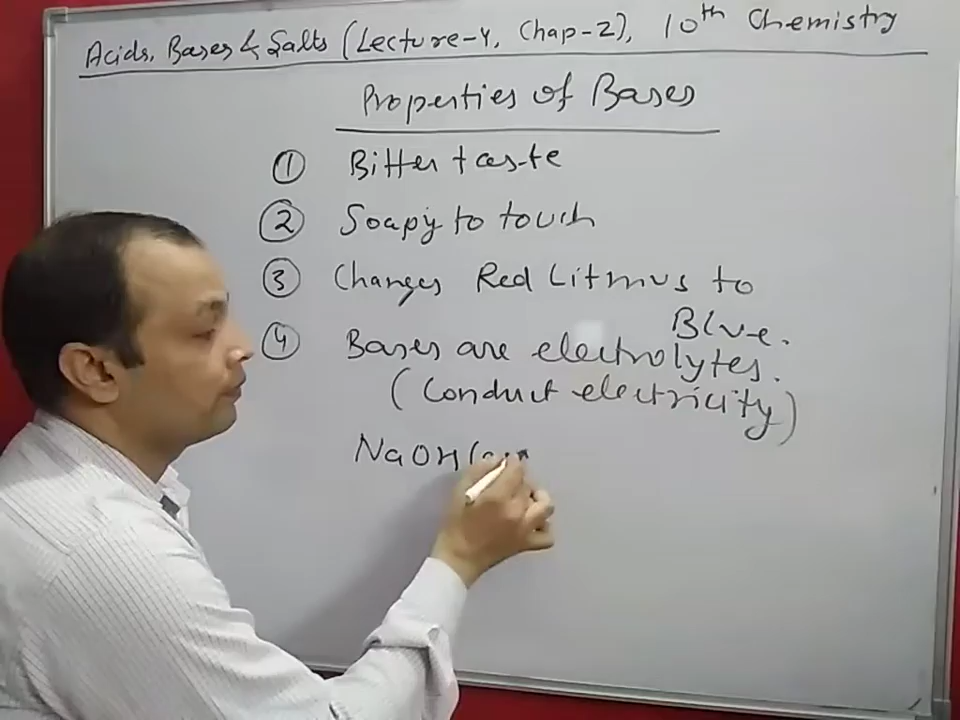 Acids, Bases & Salts (Lecture-4, Chap-2), 10th Chemistry
Properties of Bases
① Bitter taste
② Soapy to touch
③ Changes Red Litmus to
Blue.
④ Bases are electrolytes.
(Conduct electricity)
NaOH(